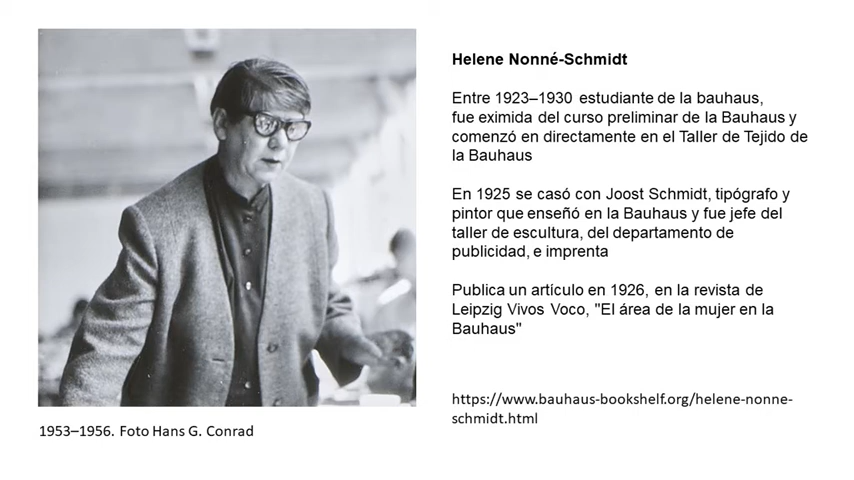 Helene Nonné-Schmidt
Entre 1923–1930 estudiante de la bauhaus,
fue eximida del curso preliminar de la Bauhaus y
comenzó en directamente en el Taller de Tejido de
la Bauhaus
En 1925 se casó con Joost Schmidt, tipógrafo y
pintor que enseñó en la Bauhaus y fue jefe del
taller de escultura, del departamento de
publicidad, e imprenta
Publica un artículo en 1926, en la revista de
Leipzig Vivos Voco, "El área de la mujer en la
Bauhaus"
https://www.bauhaus-bookshelf.org/helene-nonne-
schmidt.html
1953–1956. Foto Hans G. Conrad